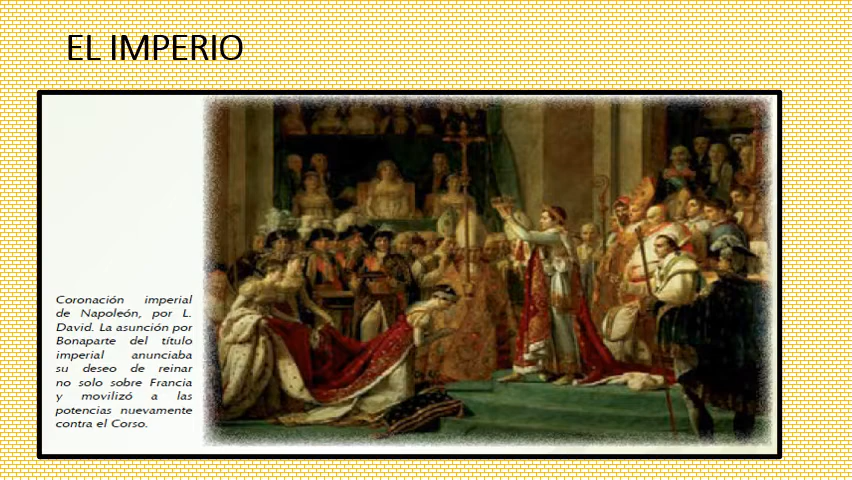 EL IMPERIO
Coronación imperial
de Napoleón, por L.
David. La asunción por
Bonaparte del título
imperial anunciaba
su deseo de reinar
no solo sobre Francia
y movilizó a las
potencias nuevamente
contra el Corso.